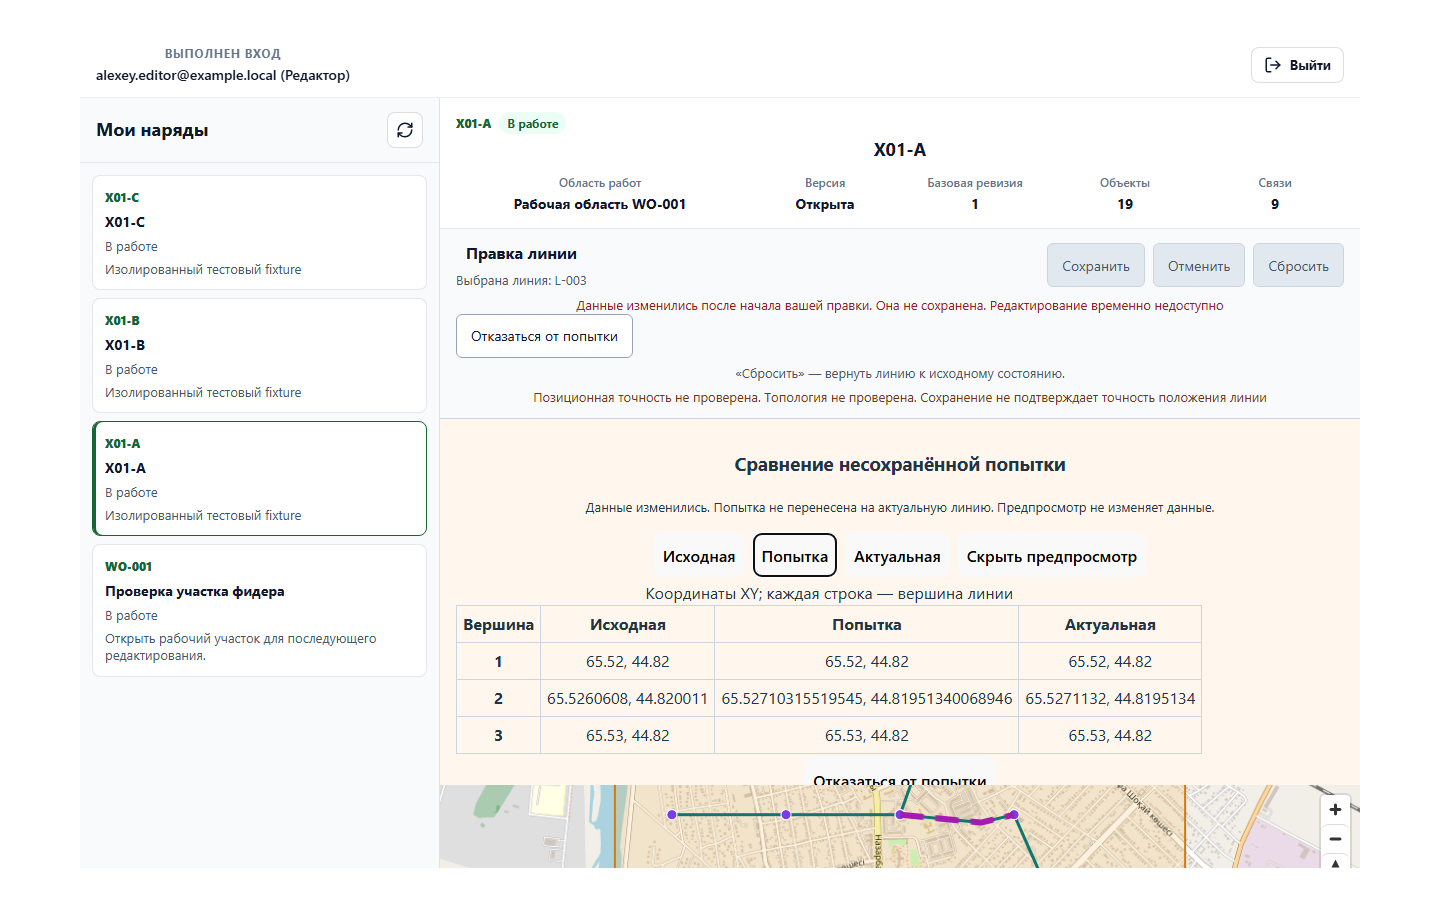 ВЫПОЛНЕН ВХОД
alexey.editor@example.local (Редактор)
Выйти
Мои наряды
X01-C
X01-C
В работе
Изолированный тестовый fixture
X01-B
X01-B
В работе
Изолированный тестовый fixture
X01-A
X01-A
В работе
Изолированный тестовый fixture
WO-001
Проверка участка фидера
В работе
Открыть рабочий участок для последующего
редактирования.
X01-A В работе
X01-A
Область работ Версия Базовая ревизия Объекты Связи
Рабочая область WO-001 Открыта 1 19 9
Правка линии
Выбрана линия: L-003
Сохранить Отменить Сбросить
Данные изменились после начала вашей правки. Она не сохранена. Редактирование временно недоступно
Отказаться от попытки
«Сбросить» — вернуть линию к исходному состоянию.
Позиционная точность не проверена. Топология не проверена. Сохранение не подтверждает точность положения линии
Сравнение несохранённой попытки
Данные изменились. Попытка не перенесена на актуальную линию. Предпросмотр не изменяет данные.
Исходная Попытка Актуальная Скрыть предпросмотр
Координаты XY; каждая строка — вершина линии
Вершина Исходная Попытка Актуальная
1 65.52, 44.82 65.52, 44.82 65.52, 44.82
2 65.5260608, 44.820011 65.52710315519545, 44.81951340068946 65.5271132, 44.8195134
3 65.53, 44.82 65.53, 44.82 65.53, 44.82
Отказаться от попытки
Назарба
а Шоқай көшесі
көшесі